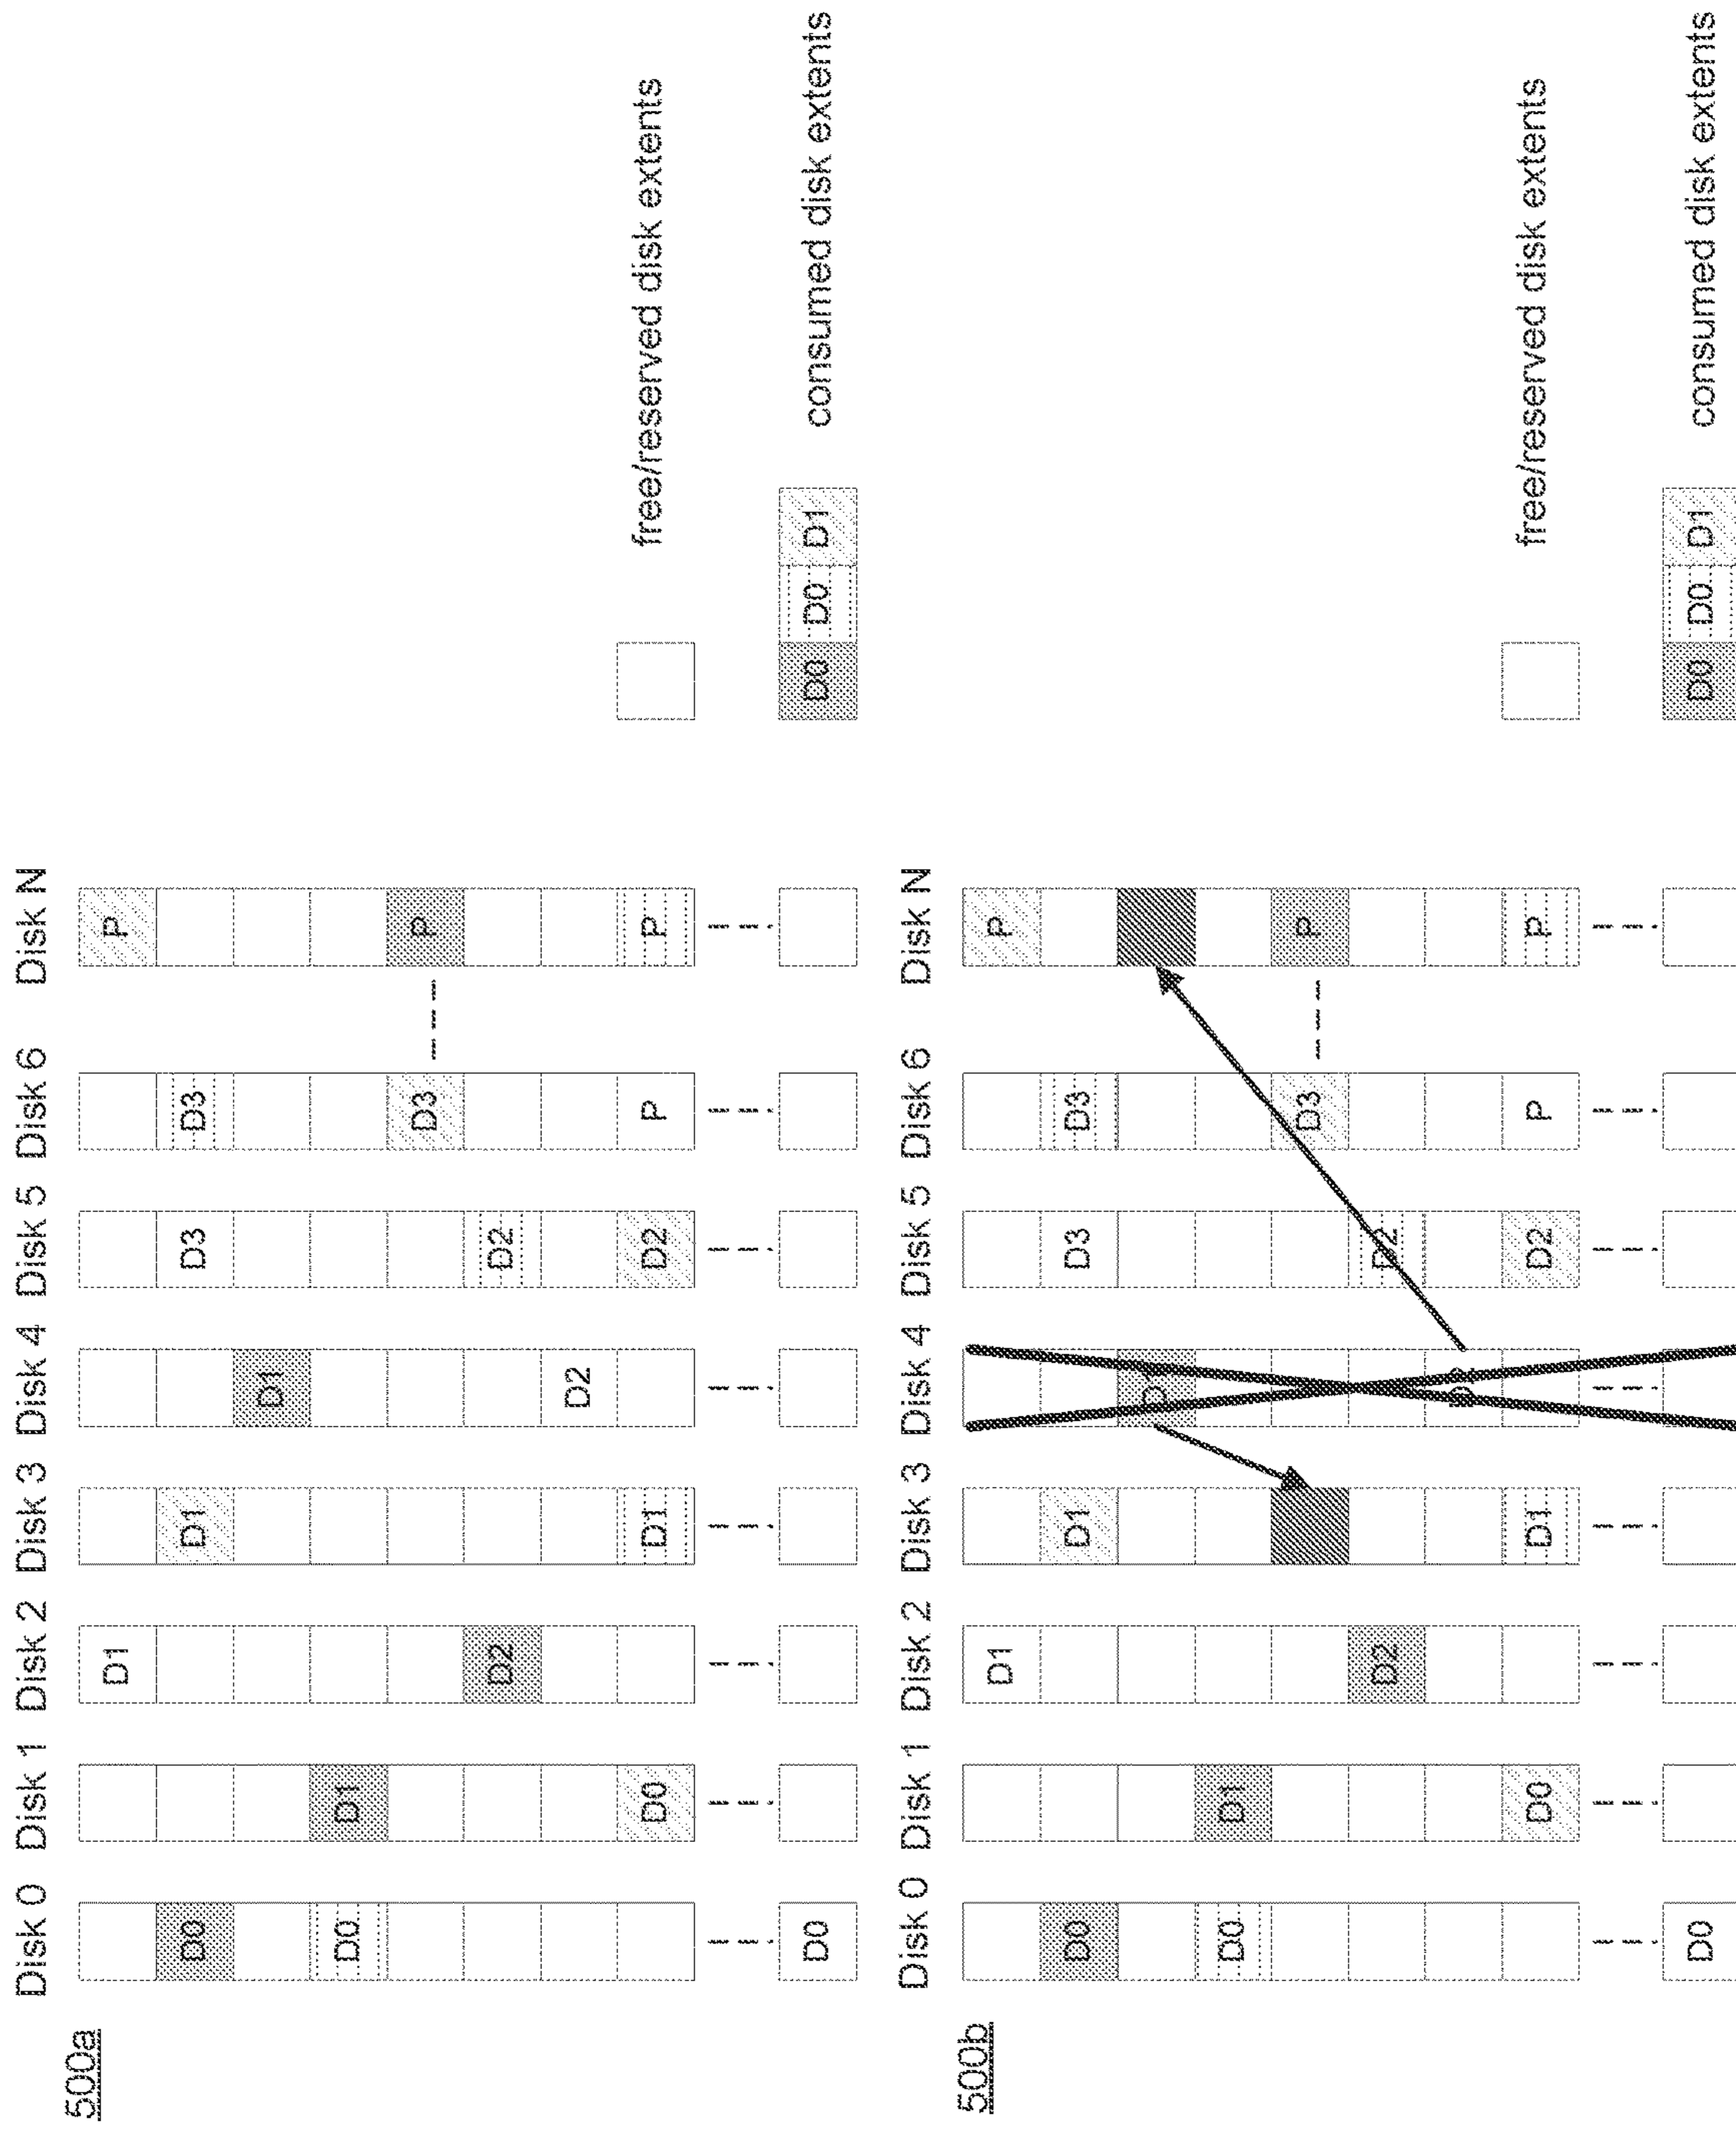 Disk 0 Disk 1 Disk 2 Disk 3 Disk 4 Disk 5 Disk 6 Disk N
500a
D1 P
D0 D1 D3 D3
D1
D0 D1
D3 P
D2 D2
D2
D0 D1 D2 P P
free/reserved disk extents
D0
D0 D0 D1 consumed disk extents
Disk 0 Disk 1 Disk 2 Disk 3 Disk 4 Disk 5 Disk 6 Disk N
500b
D1 P
D0 D1 D3 D3
D1
D0 D1
D3 P
D2 D2
D0 D1 D2 P P
free/reserved disk extents
D0
D0 D0 D1 consumed disk extents